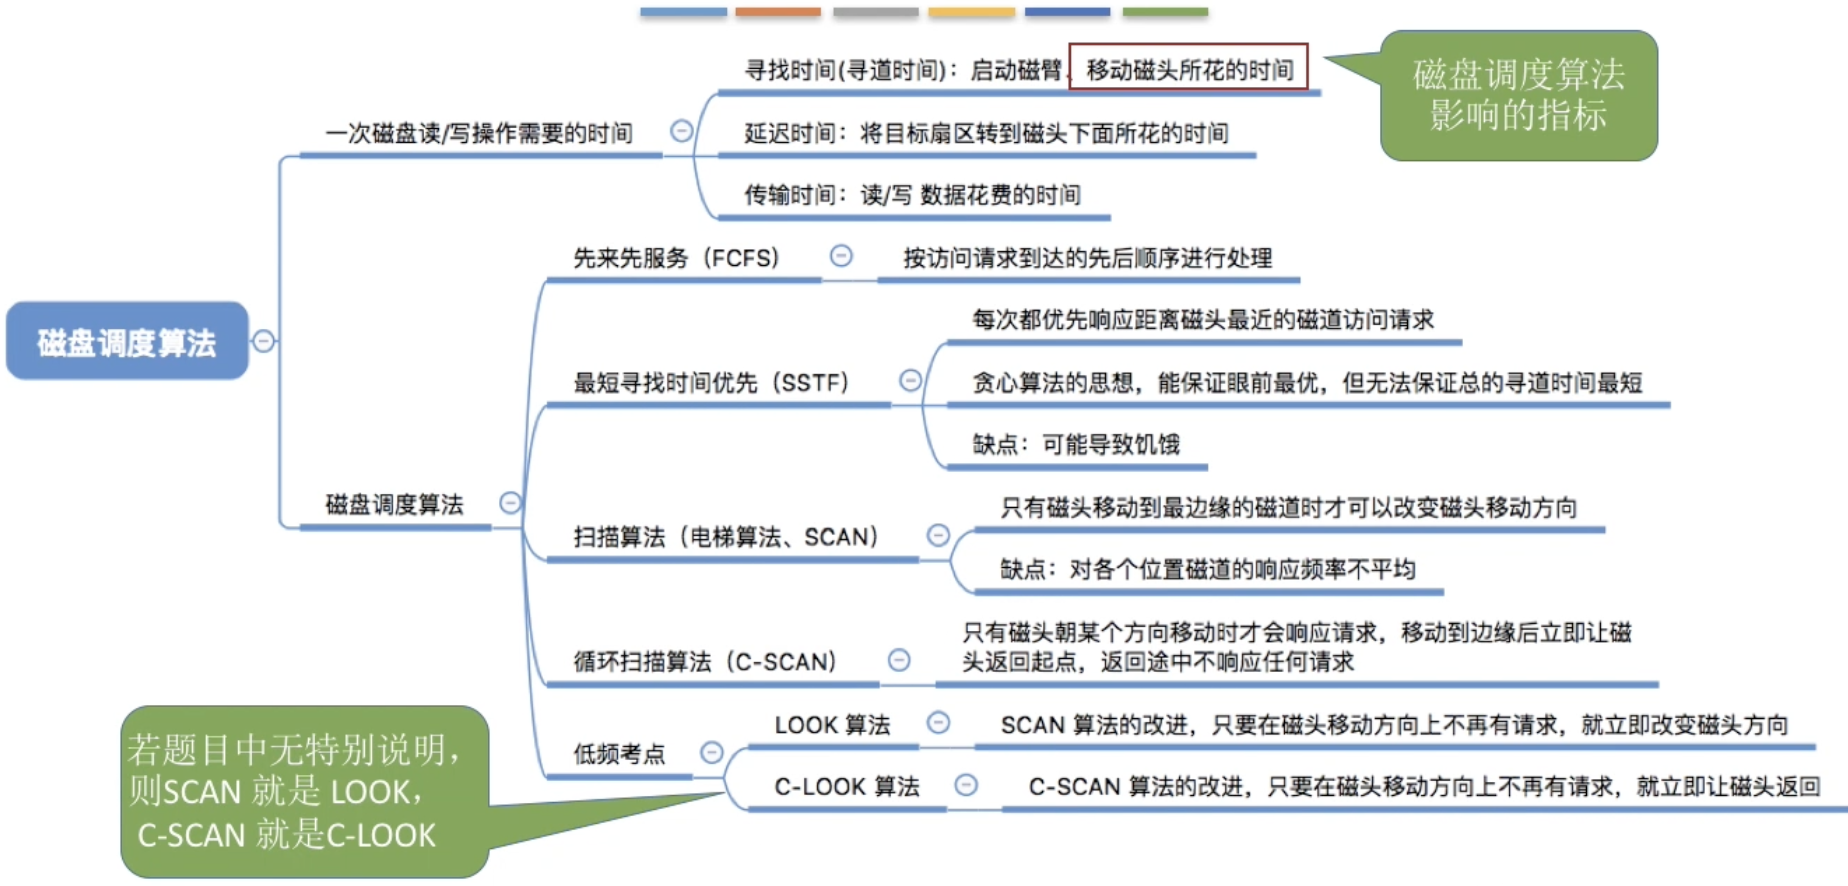 寻找时间(寻道时间)：启动磁臂、移动磁头所花的时间
磁盘调度算法
影响的指标
一次磁盘读/写操作需要的时间
延迟时间：将目标扇区转到磁头下面所花的时间
传输时间：读/写 数据花费的时间
磁盘调度算法
磁盘调度算法
先来先服务（FCFS）
按访问请求到达的先后顺序进行处理
最短寻找时间优先（SSTF）
每次都优先响应距离磁头最近的磁道访问请求
贪心算法的思想，能保证眼前最优，但无法保证总的寻道时间最短
缺点：可能导致饥饿
扫描算法（电梯算法、SCAN）
只有磁头移动到最边缘的磁道时才可以改变磁头移动方向
缺点：对各个位置磁道的响应频率不平均
循环扫描算法（C-SCAN）
只有磁头朝某个方向移动时才会响应请求，移动到边缘后立即让磁
头返回起点，返回途中不响应任何请求
低频考点
LOOK 算法
SCAN 算法的改进，只要在磁头移动方向上不再有请求，就立即改变磁头方向
C-LOOK 算法
C-SCAN 算法的改进，只要在磁头移动方向上不再有请求，就立即让磁头返回
若题目中无特别说明，
则SCAN 就是 LOOK，
C-SCAN 就是C-LOOK